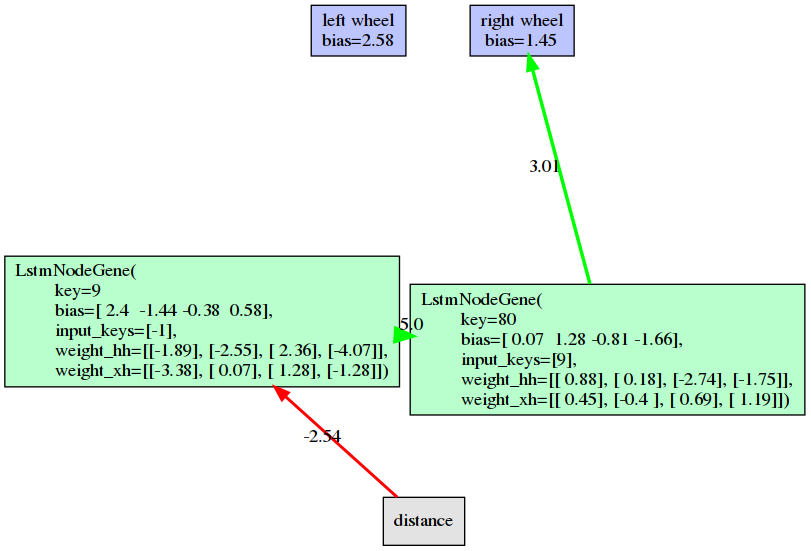 left wheel
bias=2.58
right wheel
bias=1.45
3.01
LstmNodeGene(
key=9
bias=[ 2.4 -1.44 -0.38 0.58],
input_keys=[-1],
weight_hh=[[-1.89], [-2.55], [ 2.36], [-4.07]],
weight_xh=[[-3.38], [ 0.07], [ 1.28], [-1.28]])
5.0
LstmNodeGene(
key=80
bias=[ 0.07 1.28 -0.81 -1.66],
input_keys=[9],
weight_hh=[[ 0.88], [ 0.18], [-2.74], [-1.75]],
weight_xh=[[ 0.45], [-0.4 ], [ 0.69], [ 1.19]])
-2.54
distance